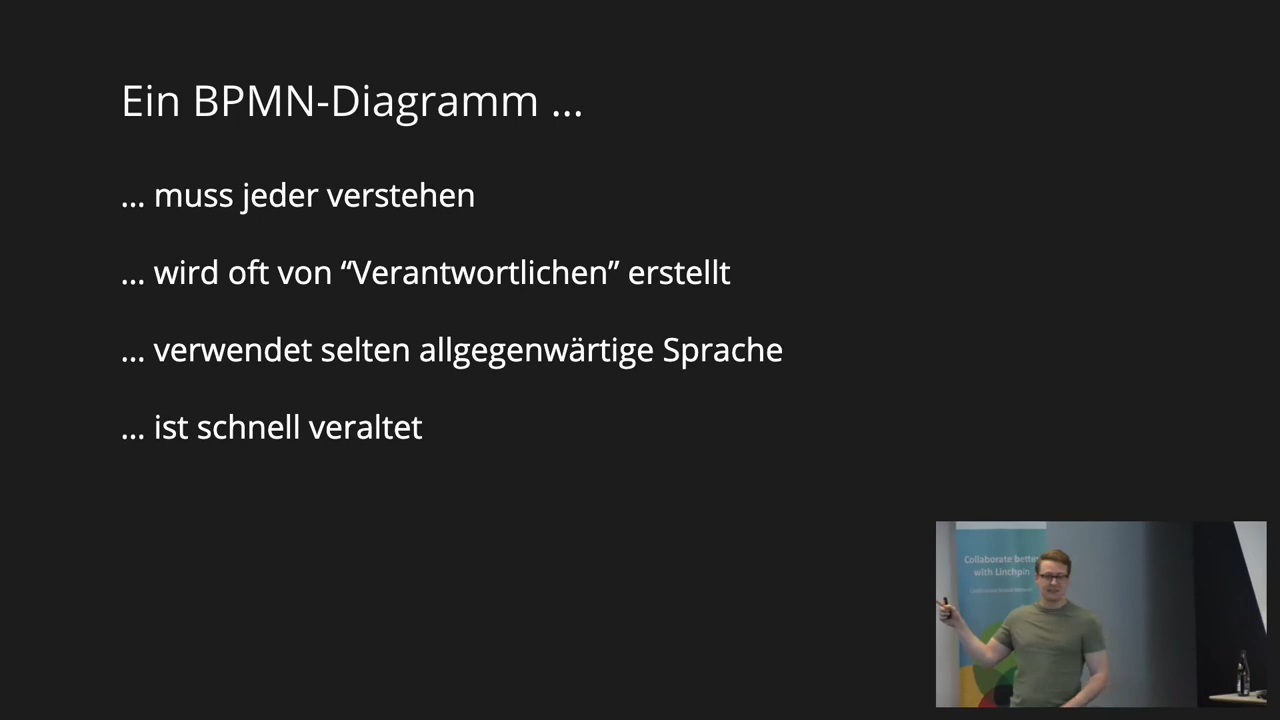 Ein BPMN-Diagramm ...
... muss jeder verstehen
... wird oft von “Verantwortlichen” erstellt
... verwendet selten allgegenwärtige Sprache
... ist schnell veraltet
Collaborate better
with Linchpin